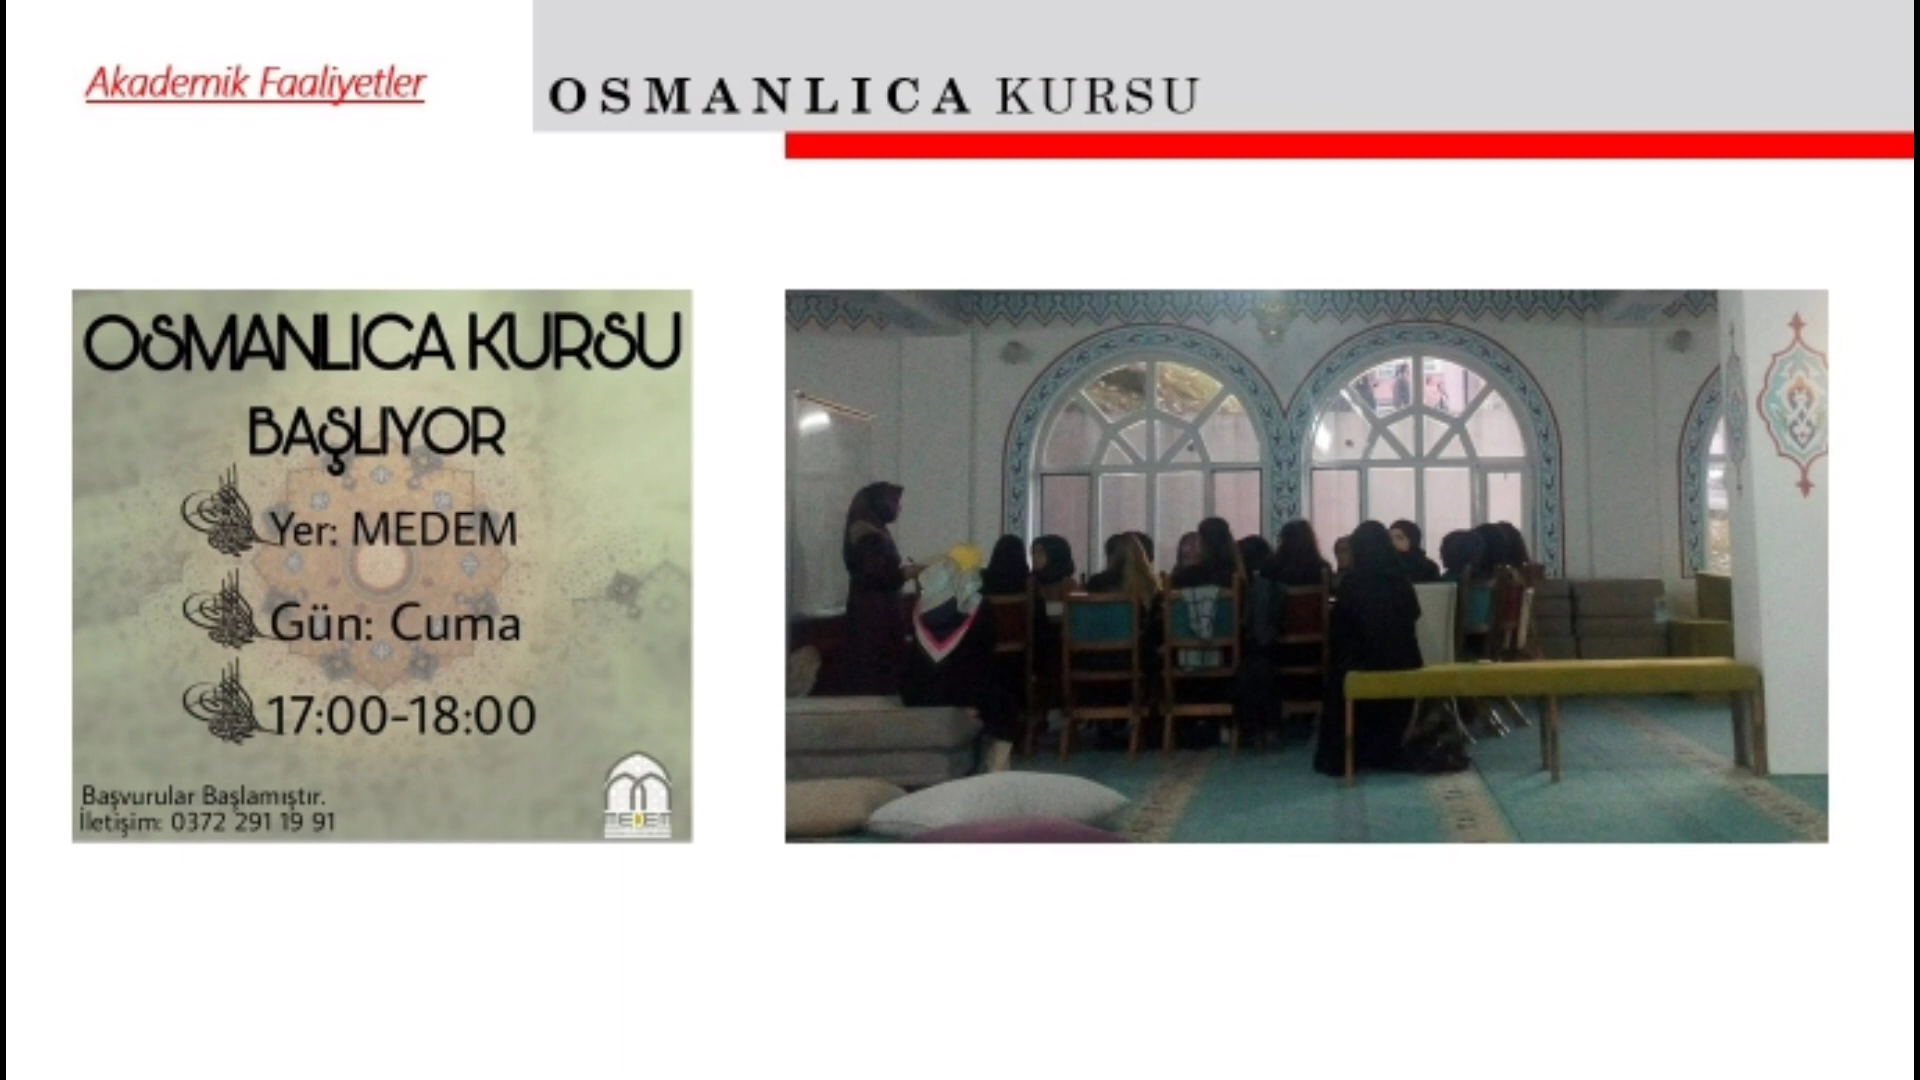 Akademik Faaliyetler
OSMANLICA KURSU
OSMANLICA KURSU
BAŞLIYOR
Yer: MEDEM
Gün: Cuma
17:00-18:00
Başvurular Başlamıştır.
İletişim: 0372 291 19 91
MEDEM